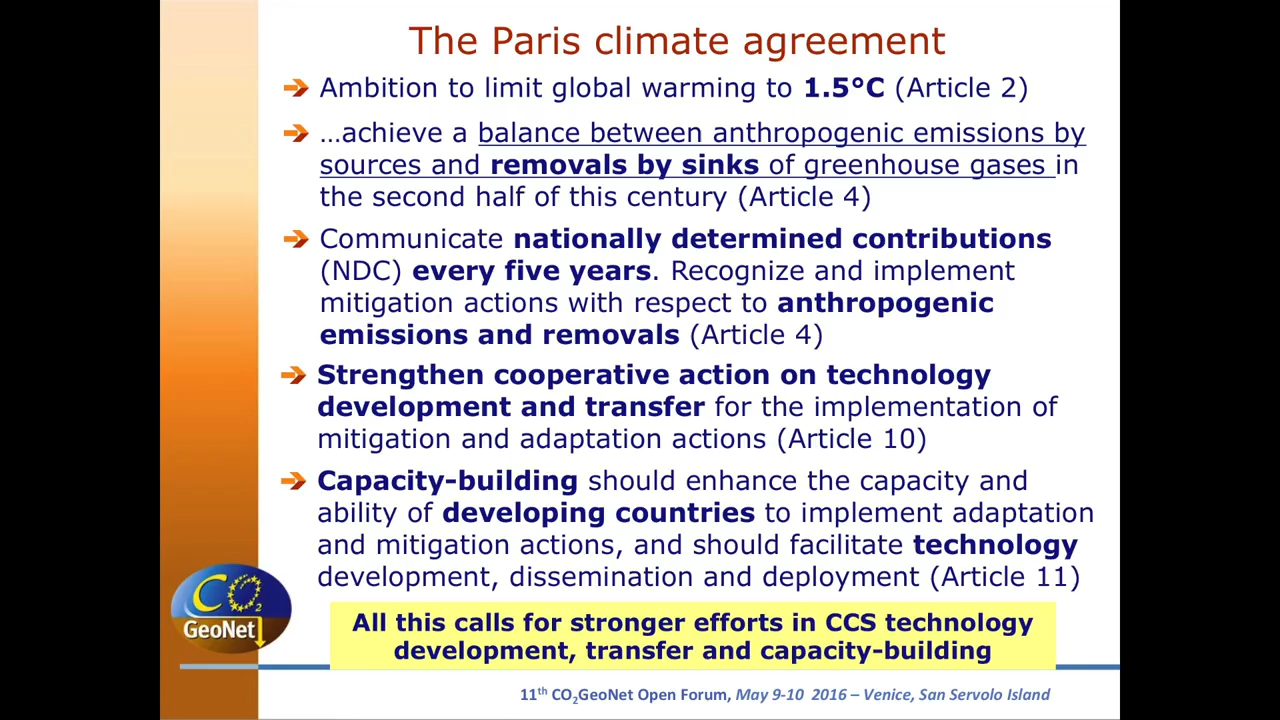 The Paris climate agreement
Ambition to limit global warming to 1.5°C (Article 2)
…achieve a balance between anthropogenic emissions by
sources and removals by sinks of greenhouse gases in
the second half of this century (Article 4)
Communicate nationally determined contributions
(NDC) every five years. Recognize and implement
mitigation actions with respect to anthropogenic
emissions and removals (Article 4)
Strengthen cooperative action on technology
development and transfer for the implementation of
mitigation and adaptation actions (Article 10)
Capacity-building should enhance the capacity and
ability of developing countries to implement adaptation
and mitigation actions, and should facilitate technology
development, dissemination and deployment (Article 11)
CO2
GeoNet
All this calls for stronger efforts in CCS technology
development, transfer and capacity-building
11th CO2GeoNet Open Forum, May 9-10 2016 – Venice, San Servolo Island